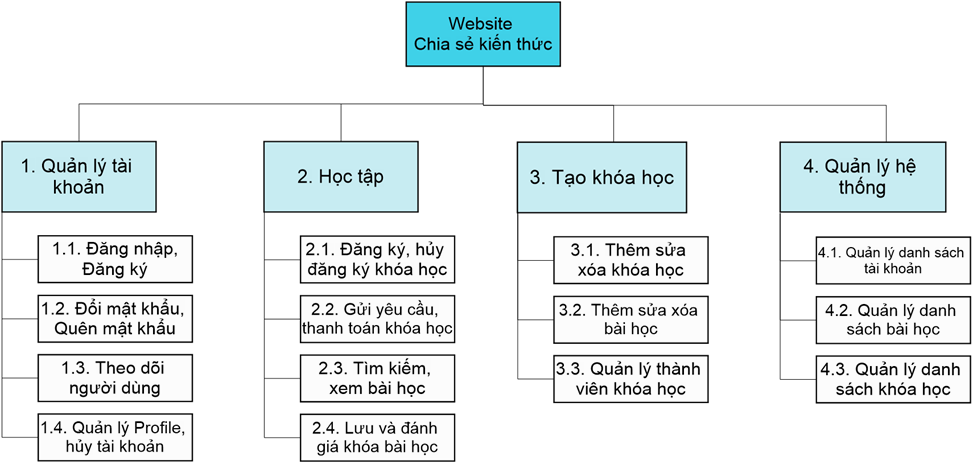 Website
Chia sẻ kiến thức
1. Quản lý tài
khoản
2. Học tập
3. Tạo khóa học
4. Quản lý hệ
thống
1.1. Đăng nhập,
Đăng ký
1.2. Đổi mật khẩu,
Quên mật khẩu
1.3. Theo dõi
người dùng
1.4. Quản lý Profile,
hủy tài khoản
2.1. Đăng ký, hủy
đăng ký khóa học
2.2. Gửi yêu cầu,
thanh toán khóa học
2.3. Tìm kiếm,
xem bài học
2.4. Lưu và đánh
giá khóa bài học
3.1. Thêm sửa
xóa khóa học
3.2. Thêm sửa xóa
bài học
3.3. Quản lý thành
viên khóa học
4.1. Quản lý danh sách
tài khoản
4.2. Quản lý danh
sách bài học
4.3. Quản lý danh
sách khóa học